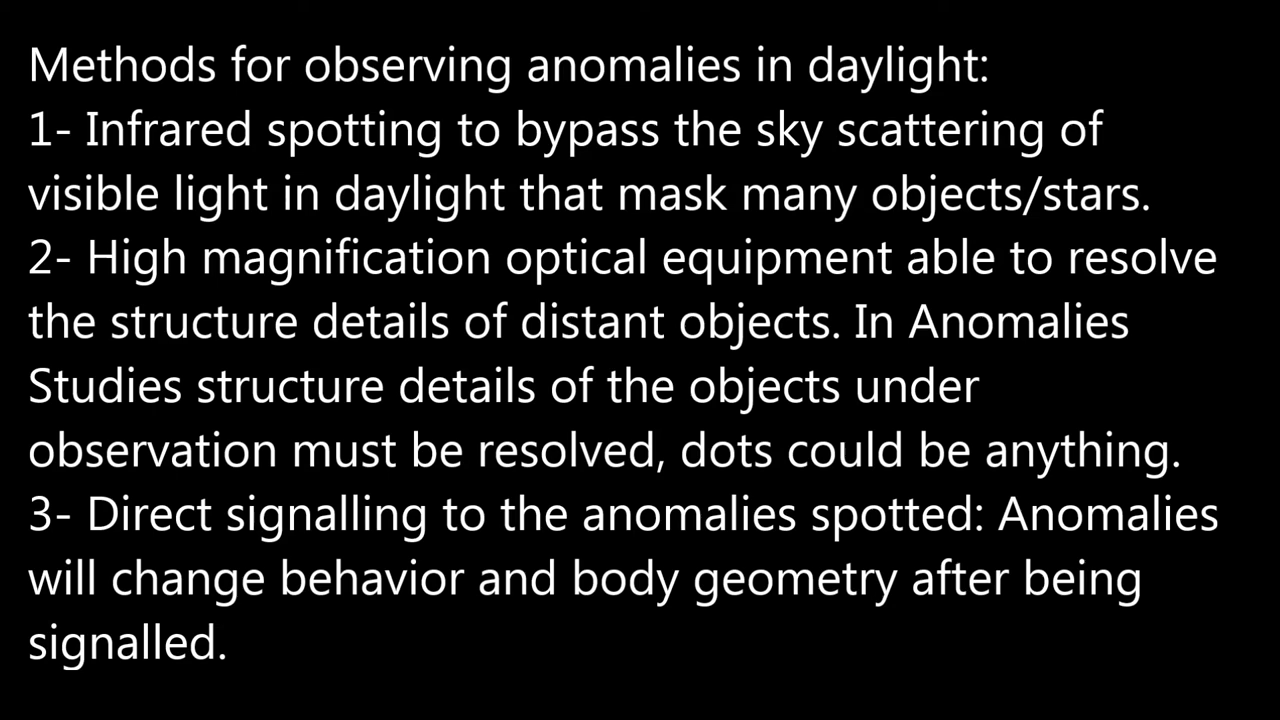 Methods for observing anomalies in daylight:
1- Infrared spotting to bypass the sky scattering of
visible light in daylight that mask many objects/stars.
2- High magnification optical equipment able to resolve
the structure details of distant objects. In Anomalies
Studies structure details of the objects under
observation must be resolved, dots could be anything.
3- Direct signalling to the anomalies spotted: Anomalies
will change behavior and body geometry after being
signalled.